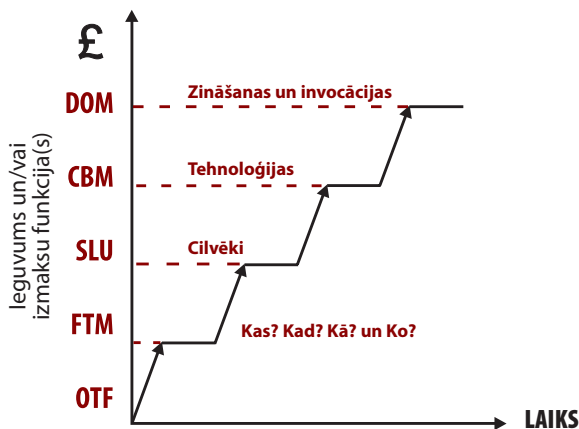 £
DOM
Zināšanas un invocācijas
CBM
Tehnoloģijas
Ieguvums un/vai
izmaksu funkcija(s)
SLU
Cilvēki
FTM
Kas? Kad? Kā? un Ko?
OTF
LAIKS